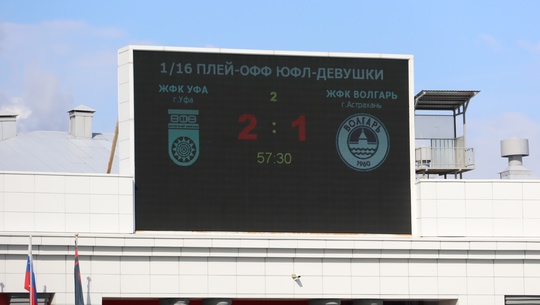 1/16 ПЛЕЙ-ОФФ ЮФЛ-ДЕВУШКИ
ЖФК УФА
г.Уфа
2
ЖФК ВОЛГАРЬ
г.Астрахань
2 : 1
57:30
ВОЛГАРЬ
1960